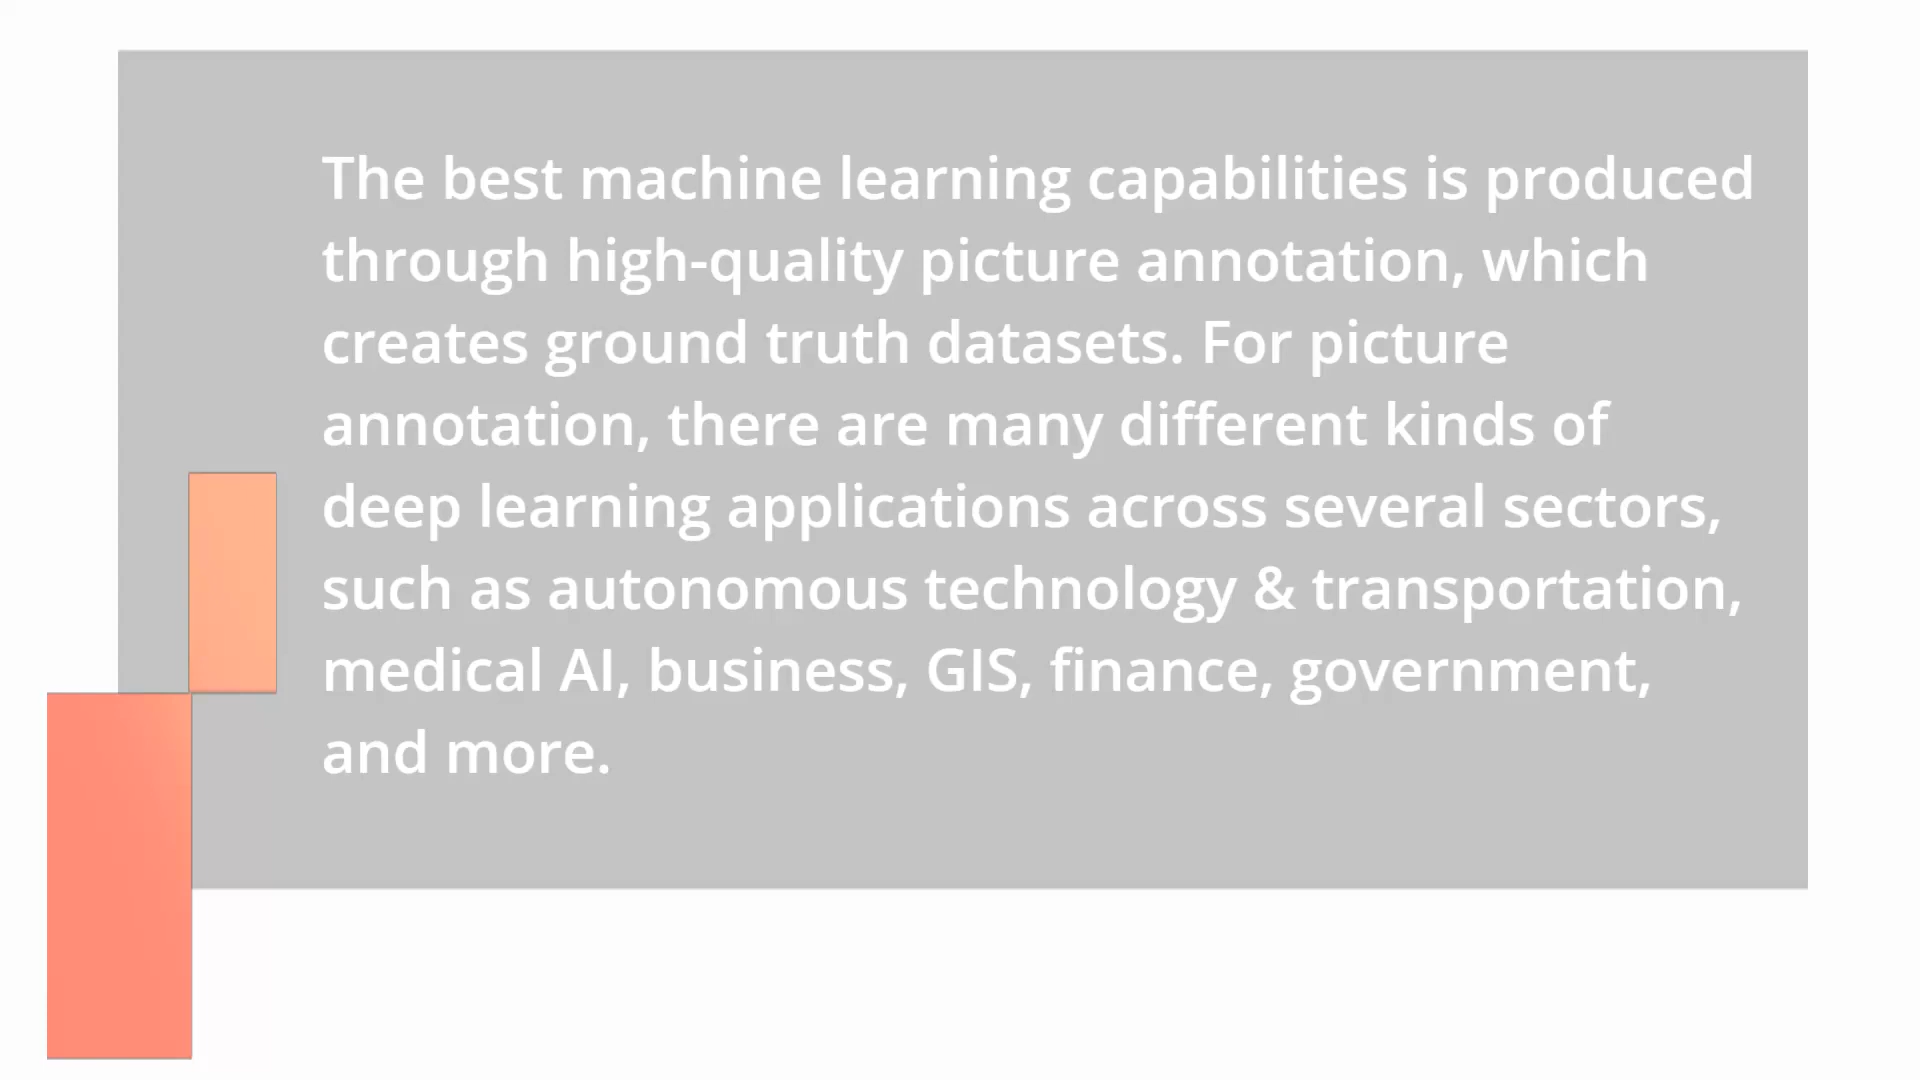 The best machine learning capabilities is produced
through high-quality picture annotation, which
creates ground truth datasets. For picture
annotation, there are many different kinds of
deep learning applications across several sectors,
such as autonomous technology & transportation,
medical AI, business, GIS, finance, government,
and more.